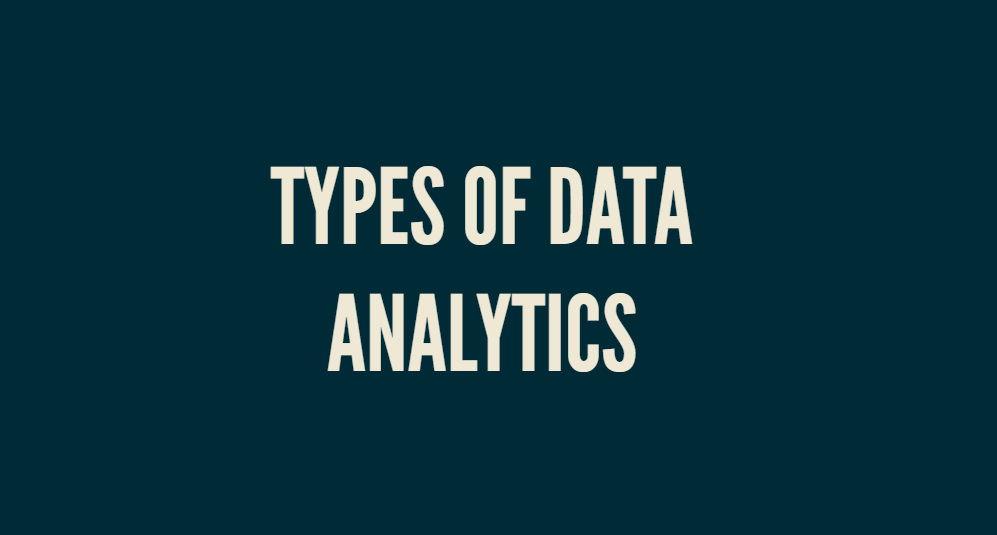 TYPES OF DATA
ANALYTICS